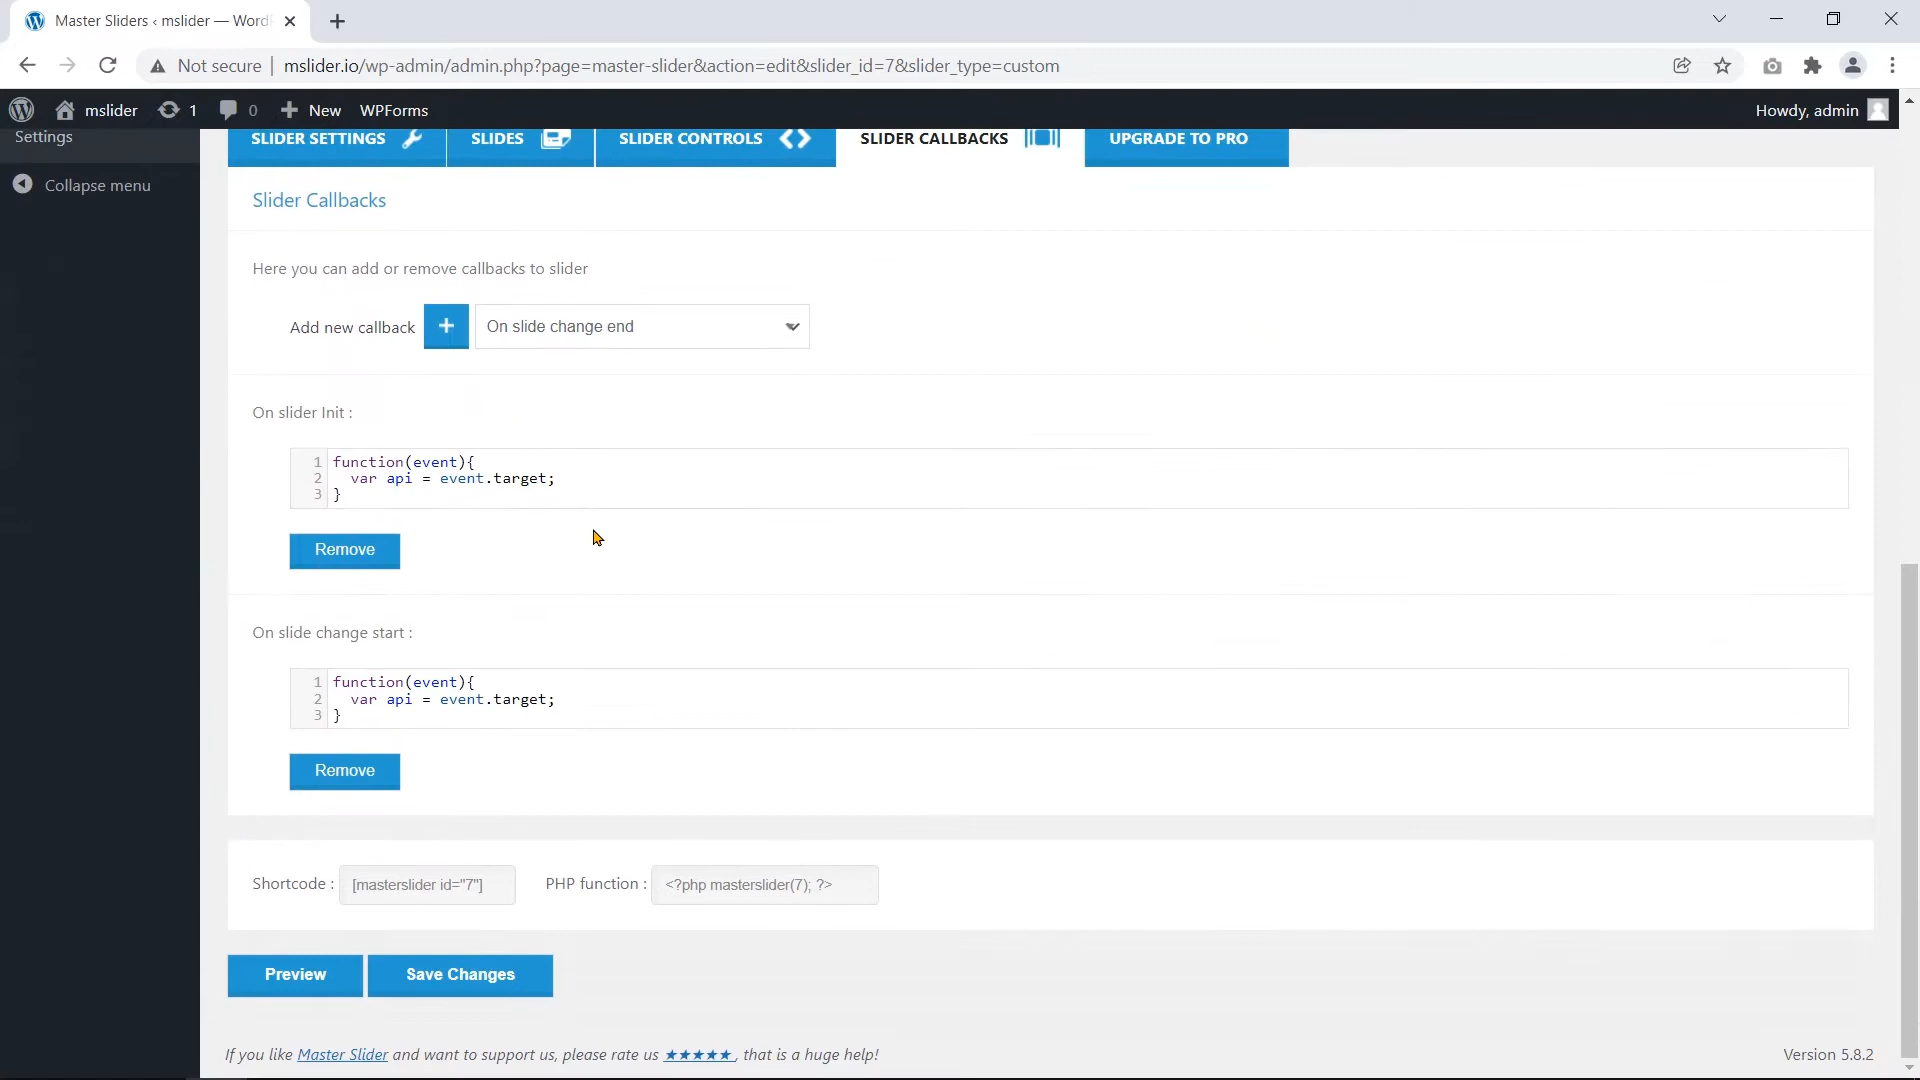 Master Sliders ‹ mslider — Word
Not secure
mslider.io/wp-admin/admin.php?page=master-slider&action=edit&slider_id=7&slider_type=custom
mslider 1 0 New WPForms Howdy, admin
Settings
Collapse menu
SLIDER SETTINGS SLIDES SLIDER CONTROLS SLIDER CALLBACKS UPGRADE TO PRO
Slider Callbacks
Here you can add or remove callbacks to slider
Add new callback + On slide change end
On slider Init :
1 function(event){
2 var api = event.target;
3 }
Remove
On slide change start :
1 function(event){
2 var api = event.target;
3 }
Remove
Shortcode : [masterslider id="7"] PHP function : <?php masterslider(7); ?>
Preview Save Changes
If you like Master Slider and want to support us, please rate us ★★★★★, that is a huge help! Version 5.8.2